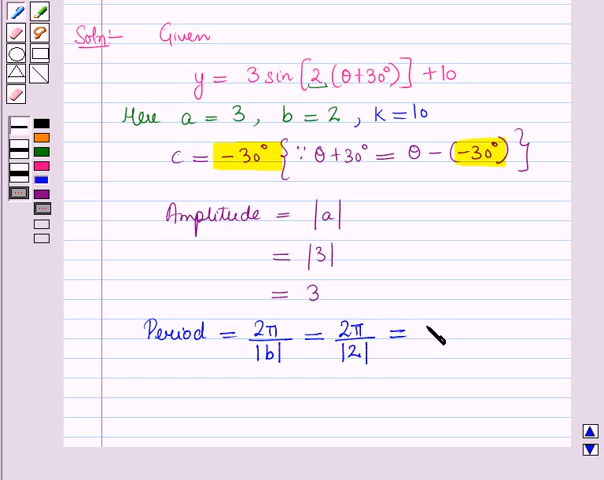 Soln:- Given
y = 3 sin [2 (θ+30°)] + 10
Here a = 3, b = 2, k = 10
c = -30° {∵ θ+30° = θ - (-30°)}
Amplitude = |a|
= |3|
= 3
Period = 2π/|b| = 2π/|2| =